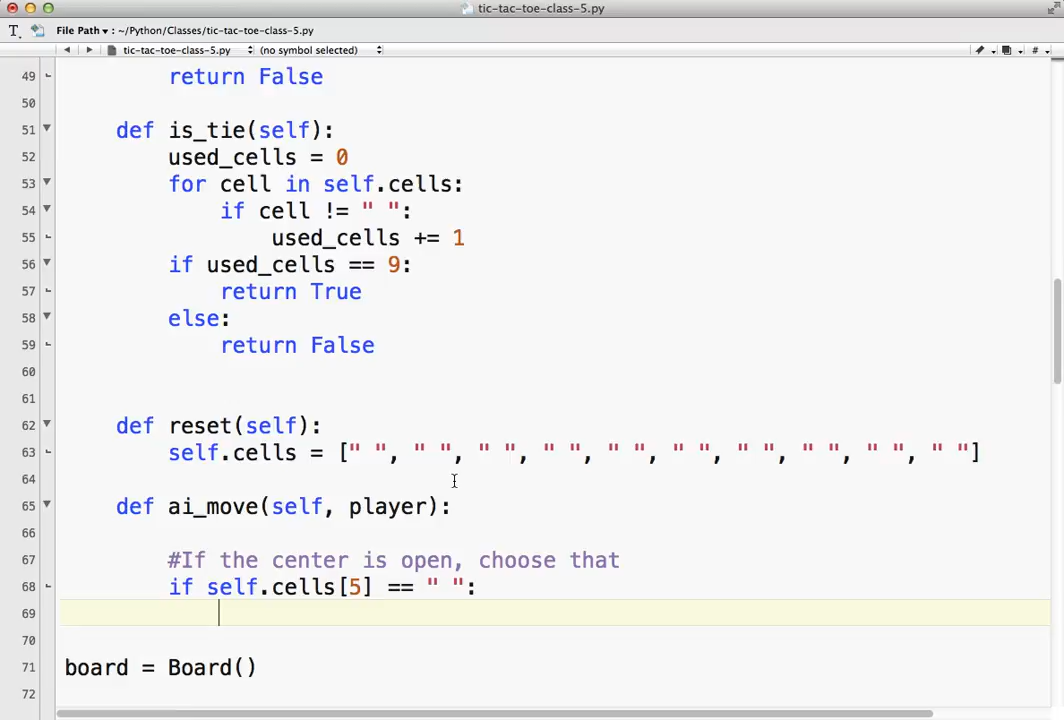 tic-tac-toe-class-5.py
File Path ▾ : ~/Python/Classes/tic-tac-toe-class-5.py
tic-tac-toe-class-5.py (no symbol selected) #
49 return False
50
51 def is_tie(self):
52 used_cells = 0
53 for cell in self.cells:
54 if cell != " ":
55 used_cells += 1
56 if used_cells == 9:
57 return True
58 else:
59 return False
60
61
62 def reset(self):
63 self.cells = [" ", " ", " ", " ", " ", " ", " ", " ", " ", " "]
64
65 def ai_move(self, player):
66
67 #If the center is open, choose that
68 if self.cells[5] == " ":
69
70
71 board = Board()
72